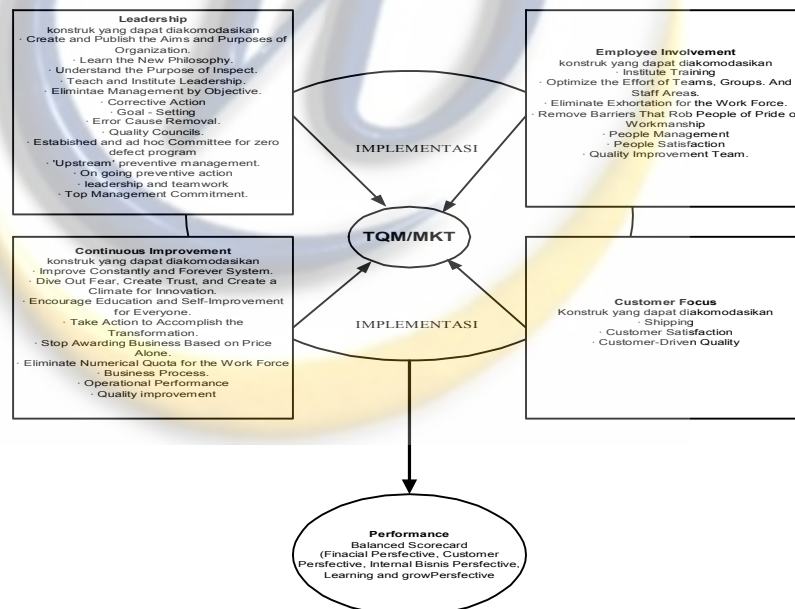 Leadership
konstruk yang dapat diakomodasikan
· Create and Publish the Aims and Purposes of
Organization.
· Learn the New Philosophy.
· Understand the Purpose of Inspect.
· Teach and Institute Leadership.
· Elimintae Management by Objective.
· Corrective Action
· Goal - Setting
· Error Cause Removal.
· Quality Councils.
· Estabished and ad hoc Committee for zero
defect program
· 'Upstream' preventive management.
· On going preventive action
· leadership and teamwork
· Top Management Commitment.
Employee Involvement
konstruk yang dapat diakomodasikan
· Institute Training
· Optimize the Effort of Teams, Groups. And
Staff Areas.
· Eliminate Exhortation for the Work Force.
· Remove Barriers That Rob People of Pride o
Workmanship
· People Management
· People Satisfaction
· Quality Improvement Team.
IMPLEMENTASI
TQM/MKT
IMPLEMENTASI
Continuous Improvement
konstruk yang dapat diakomodasikan
· Improve Constantly and Forever System.
· Dive Out Fear, Create Trust, and Create a
Climate for Innovation.
· Encourage Education and Self-Improvement
for Everyone.
· Take Action to Accomplish the
Transformation.
· Stop Awarding Business Based on Price
Alone.
· Eliminate Numerical Quota for the Work Force
· Business Process.
· Operational Performance
· Quality improvement
Customer Focus
Konstruk yang dapat diakomodasikan
· Shipping
· Customer Satisfaction
· Customer-Driven Quality
Performance
Balanced Scorecard
(Finacial Persfective, Customer
Persfective, Internal Bisnis Persfective,
Learning and growPersfective